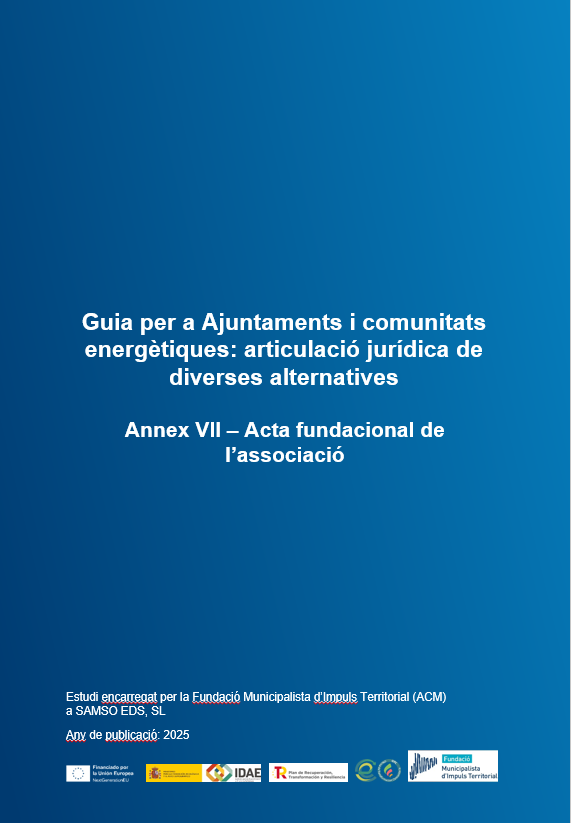 Guia per a Ajuntaments i comunitats
energètiques: articulació jurídica de
diverses alternatives
Annex VII – Acta fundacional de
l’associació
Estudi encarregat per la Fundació Municipalista d’Impuls Territorial (ACM)
a SAMSO EDS, SL
Any de publicació: 2025
Financiado por
la Unión Europea
NextGenerationEU
IDAE
Plan de Recuperación,
Transformación y Resiliencia
Fundació
Municipalista
d'Impuls Territorial